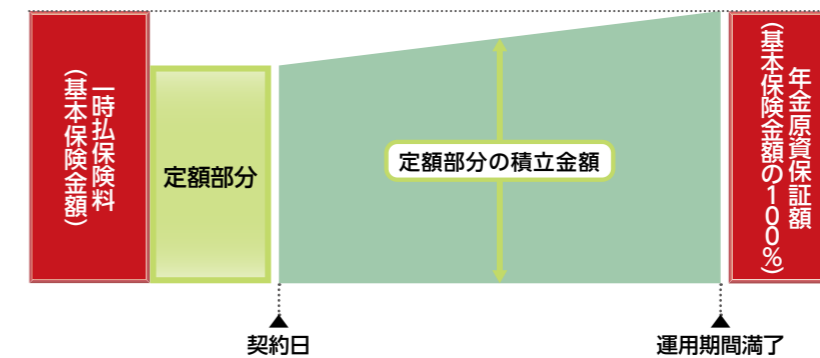 一時払保険料
（基本保険金額）
定額部分
定額部分の積立金額
年金原資保証額
（基本保険金額の100%）
契約日
運用期間満了